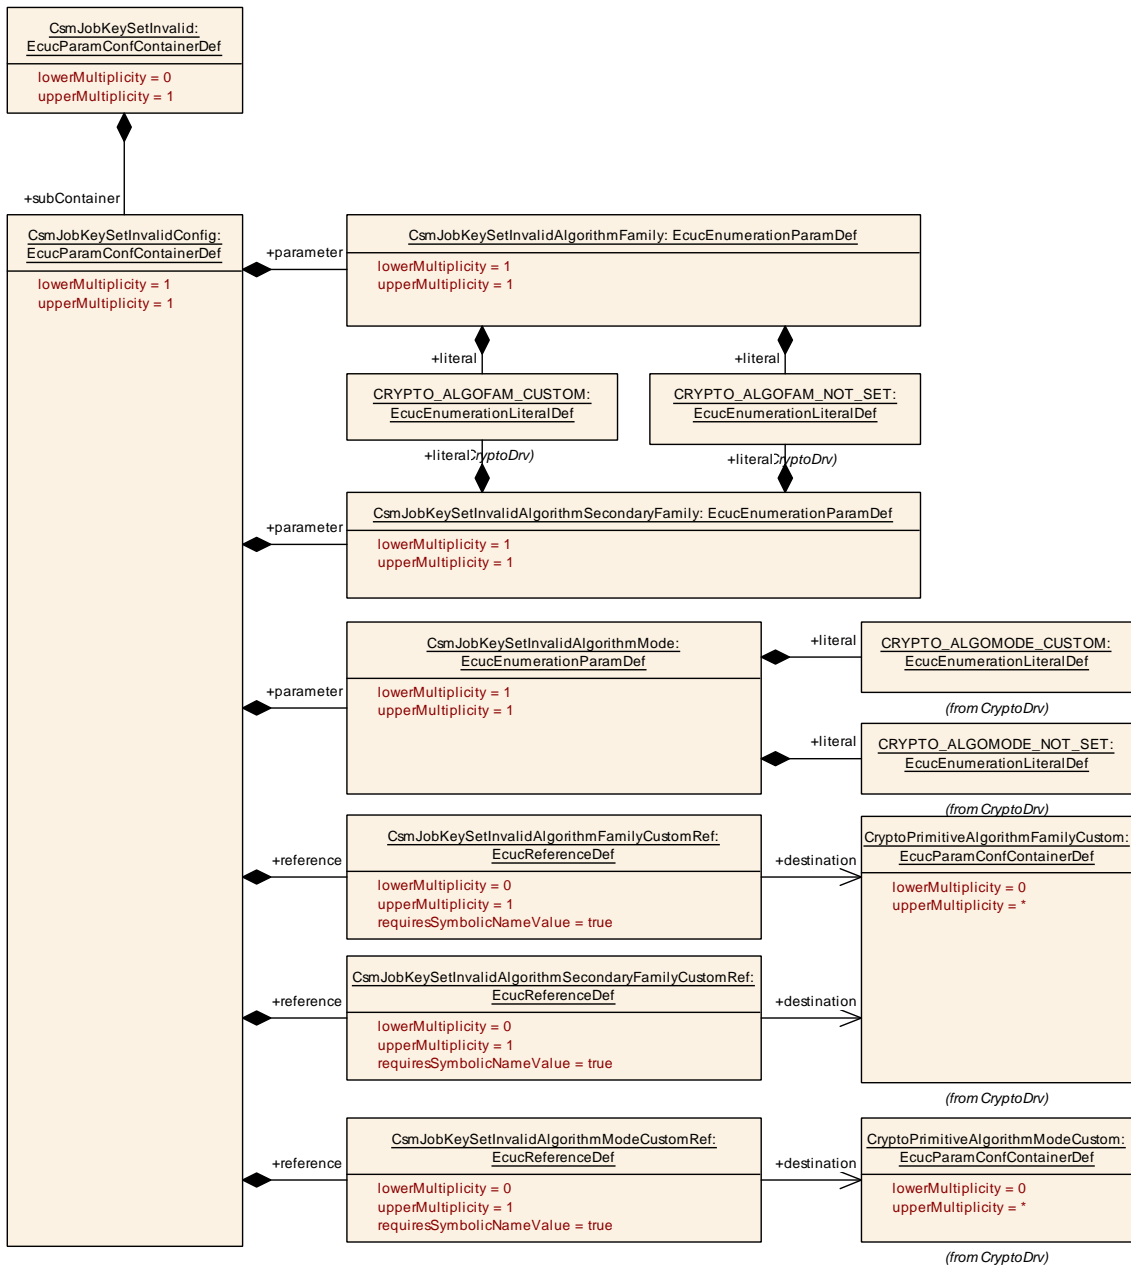 CsmJobKeySetInvalid:
EcucParamConfContainerDef
lowerMultiplicity = 0
upperMultiplicity = 1
+subContainer
CsmJobKeySetInvalidConfig:
EcucParamConfContainerDef
lowerMultiplicity = 1
upperMultiplicity = 1
+parameter
CsmJobKeySetInvalidAlgorithmFamily: EcucEnumerationParamDef
lowerMultiplicity = 1
upperMultiplicity = 1
+literal
+literal
CRYPTO_ALGOFAM_CUSTOM:
EcucEnumerationLiteralDef
CRYPTO_ALGOFAM_NOT_SET:
EcucEnumerationLiteralDef
+literal
CryptoDrv)
+literal
CryptoDrv)
+parameter
CsmJobKeySetInvalidAlgorithmSecondaryFamily: EcucEnumerationParamDef
lowerMultiplicity = 1
upperMultiplicity = 1
+parameter
CsmJobKeySetInvalidAlgorithmMode:
EcucEnumerationParamDef
lowerMultiplicity = 1
upperMultiplicity = 1
+literal
CRYPTO_ALGOMODE_CUSTOM:
EcucEnumerationLiteralDef
(from CryptoDrv)
+literal
CRYPTO_ALGOMODE_NOT_SET:
EcucEnumerationLiteralDef
(from CryptoDrv)
+reference
CsmJobKeySetInvalidAlgorithmFamilyCustomRef:
EcucReferenceDef
lowerMultiplicity = 0
upperMultiplicity = 1
requiresSymbolicNameValue = true
+destination
CryptoPrimitiveAlgorithmFamilyCustom:
EcucParamConfContainerDef
lowerMultiplicity = 0
upperMultiplicity = *
+reference
CsmJobKeySetInvalidAlgorithmSecondaryFamilyCustomRef:
EcucReferenceDef
lowerMultiplicity = 0
upperMultiplicity = 1
requiresSymbolicNameValue = true
+destination
(from CryptoDrv)
+reference
CsmJobKeySetInvalidAlgorithmModeCustomRef:
EcucReferenceDef
lowerMultiplicity = 0
upperMultiplicity = 1
requiresSymbolicNameValue = true
+destination
CryptoPrimitiveAlgorithmModeCustom:
EcucParamConfContainerDef
lowerMultiplicity = 0
upperMultiplicity = *
(from CryptoDrv)